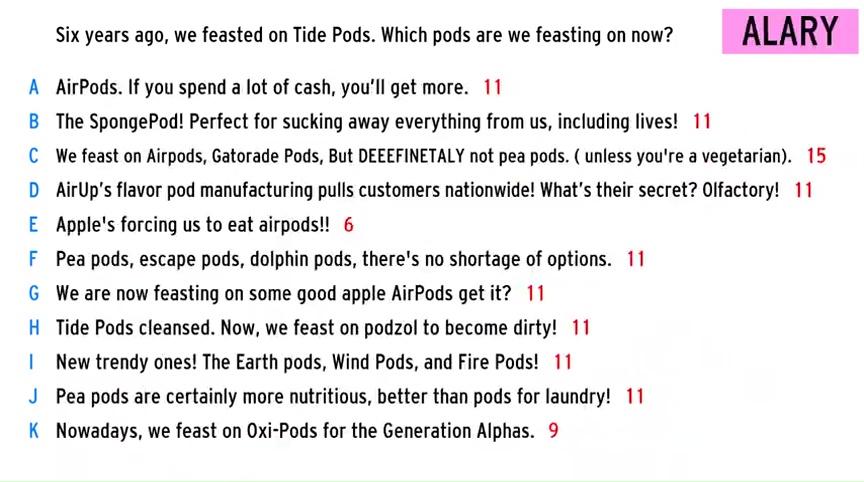 Six years ago, we feasted on Tide Pods. Which pods are we feasting on now?
ALARY
A AirPods. If you spend a lot of cash, you'll get more. 11
B The SpongePod! Perfect for sucking away everything from us, including lives! 11
C We feast on Airpods, Gatorade Pods, But DEEEFINETALY not pea pods. ( unless you're a vegetarian). 15
D AirUp's flavor pod manufacturing pulls customers nationwide! What's their secret? Olfactory! 11
E Apple's forcing us to eat airpods!! 6
F Pea pods, escape pods, dolphin pods, there's no shortage of options. 11
G We are now feasting on some good apple AirPods get it? 11
H Tide Pods cleansed. Now, we feast on podzol to become dirty! 11
I New trendy ones! The Earth pods, Wind Pods, and Fire Pods! 11
J Pea pods are certainly more nutritious, better than pods for laundry! 11
K Nowadays, we feast on Oxi-Pods for the Generation Alphas. 9